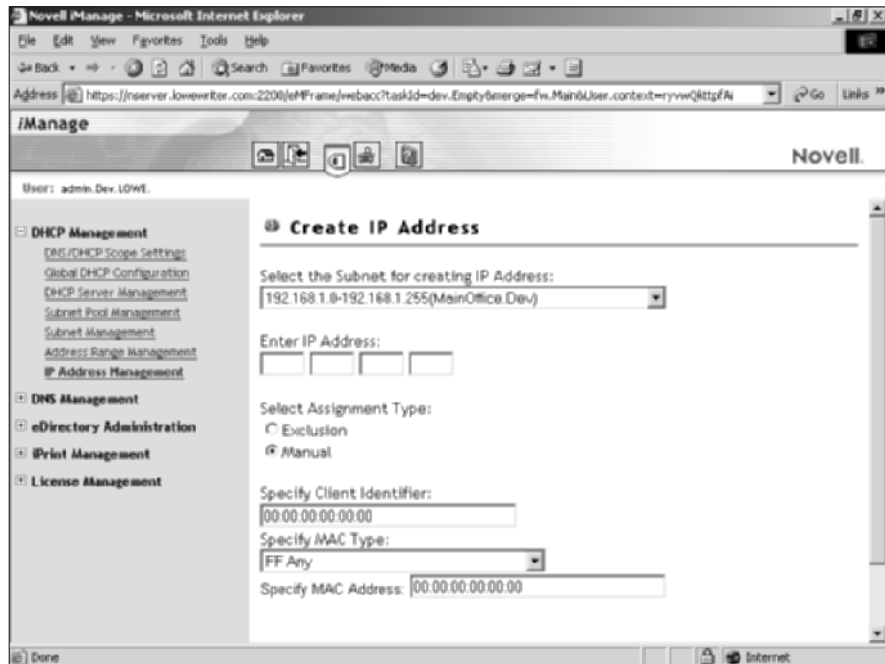 Novell iManage - Microsoft Internet Explorer
File Edit View Favorites Tools Help
Back Search Favorites Media
Address https://nserver.lowewriter.com:2200/eMFrame/webacc?taskId=dev.Empty&merge=fw.Main&User.context= Go Links »
iManage
Novell.
User: admin.Dev.LOWE.
DHCP Management
DNS/DHCP Scope Settings
Global DHCP Configuration
DHCP Server Management
Subnet Pool Management
Subnet Management
Address Range Management
IP Address Management
DNS Management
eDirectory Administration
iPrint Management
License Management
Create IP Address
Select the Subnet for creating IP Address:
192.168.1.0-192.168.1.255(MainOffice.Dev)
Enter IP Address:
Select Assignment Type:
Exclusion
Manual
Specify Client Identifier:
00:00:00:00:00:00
Specify MAC Type:
FF Any
Specify MAC Address: 00:00:00:00:00:00
Done
Internet